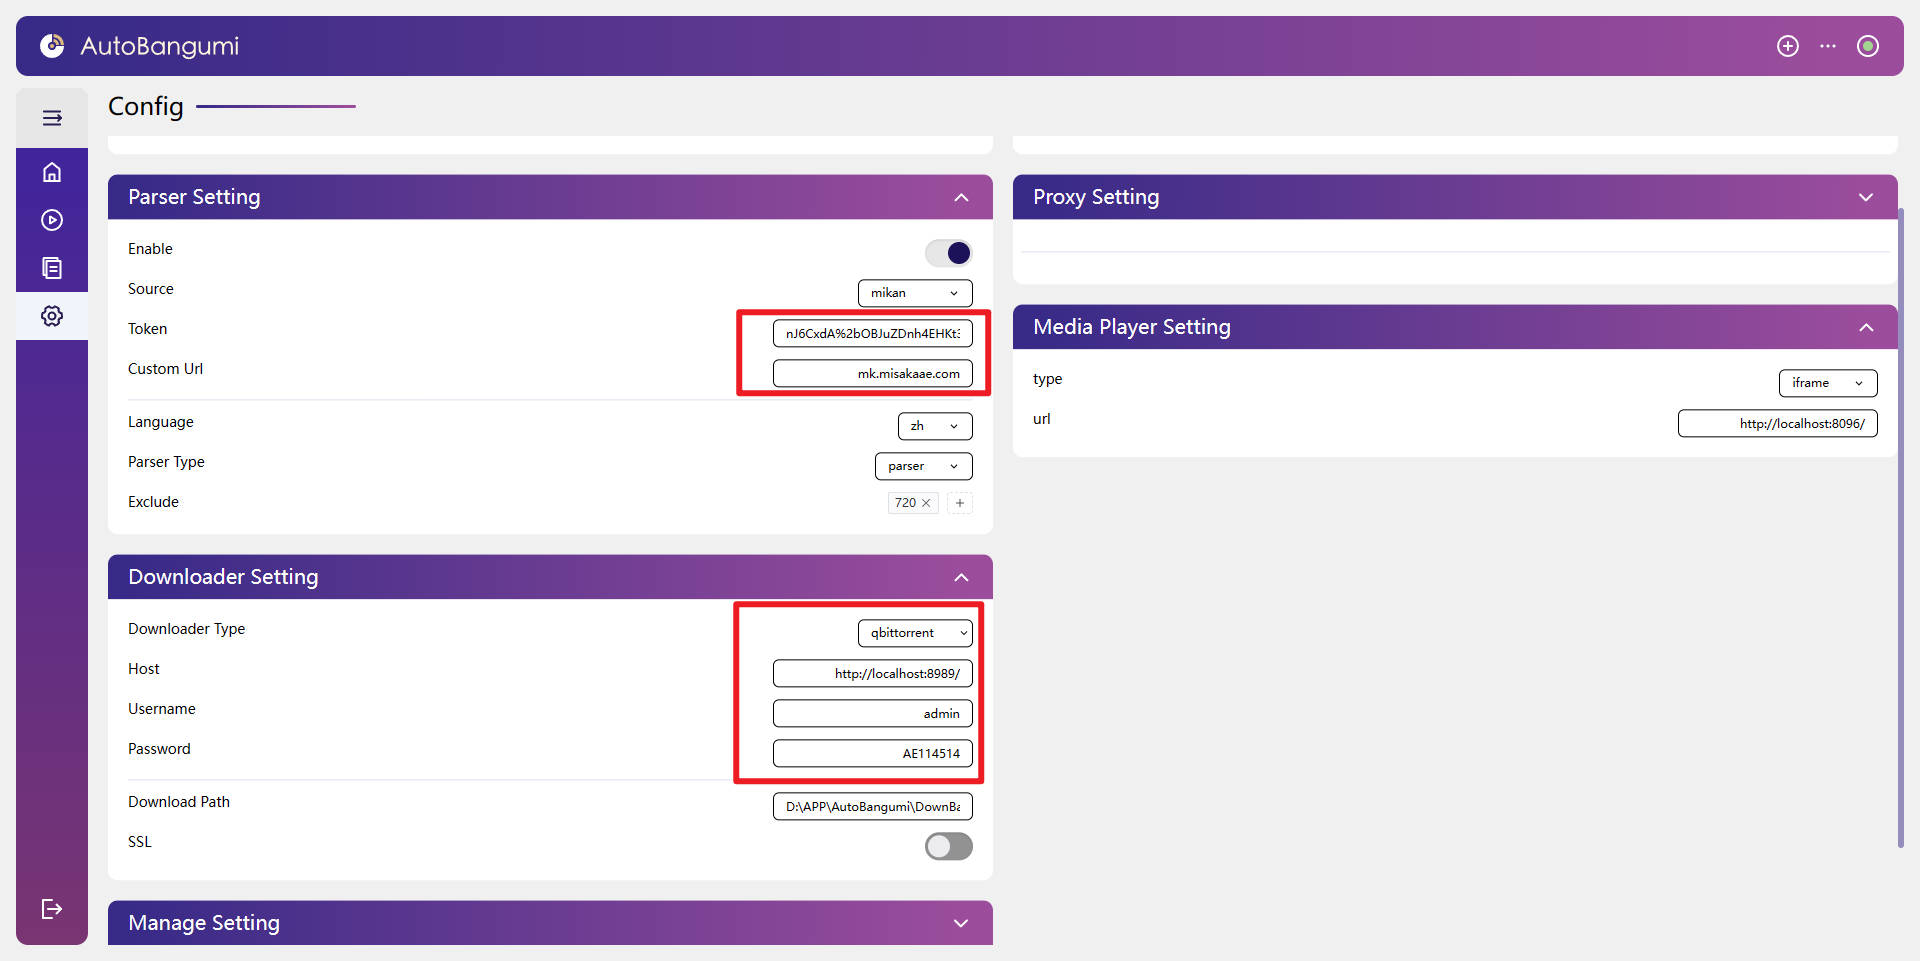 AutoBangumi
Config
Parser Setting
Enable
Source
mikan
Token
nJ6CxdA%2bOBJuZDnh4EHKt3
Custom Url
mk.misakaae.com
Language
zh
Parser Type
parser
Exclude
720
Downloader Setting
Downloader Type
qbittorrent
Host
http://localhost:8989/
Username
admin
Password
AE114514
Download Path
D:\APP\AutoBangumi\DownBa
SSL
Manage Setting
Proxy Setting
Media Player Setting
type
iframe
url
http://localhost:8096/